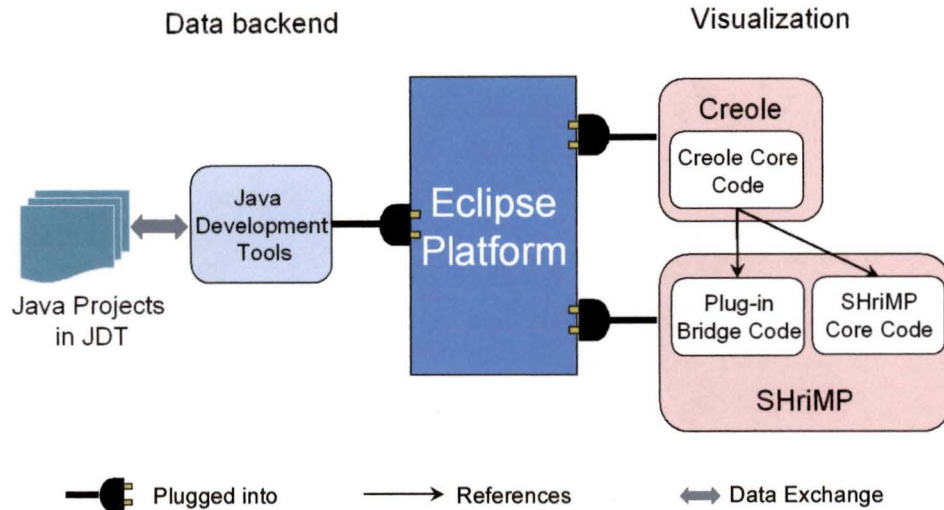 Data backend
Visualization
Creole
Creole Core
Code
Eclipse
Platform
Java
Development
Tools
Java Projects
in JDT
Plug-in
Bridge Code
SHriMP
Core Code
SHriMP
Plugged into
References
Data Exchange